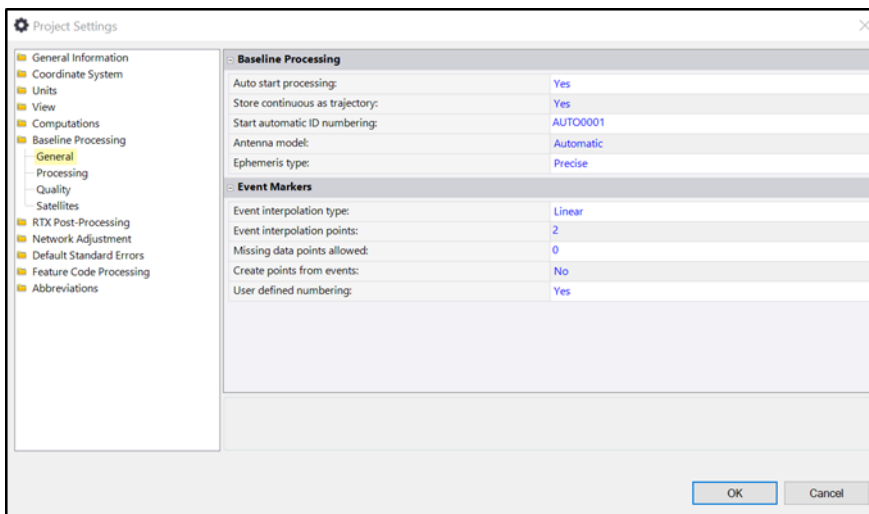 Project Settings
General Information
Coordinate System
Units
View
Computations
Baseline Processing
General
Processing
Quality
Satellites
RTX Post-Processing
Network Adjustment
Default Standard Errors
Feature Code Processing
Abbreviations
Baseline Processing
Auto start processing: Yes
Store continuous as trajectory: Yes
Start automatic ID numbering: AUTO0001
Antenna model: Automatic
Ephemeris type: Precise
Event Markers
Event interpolation type: Linear
Event interpolation points: 2
Missing data points allowed: 0
Create points from events: No
User defined numbering: Yes
OK Cancel